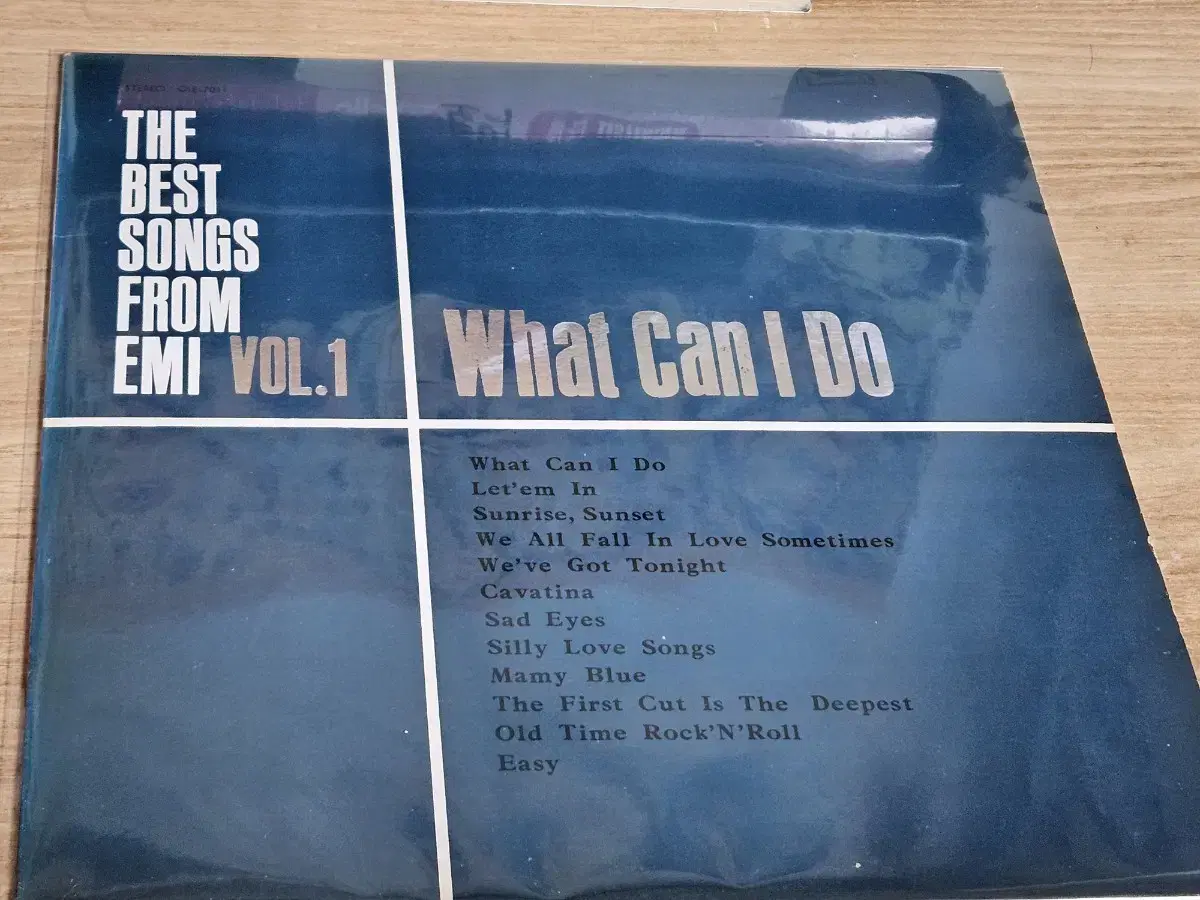 STEREO
THE
BEST
SONGS
FROM
EMI VOL.1
What Can I Do
What Can I Do
Let'em In
Sunrise, Sunset
We All Fall In Love Sometimes
We've Got Tonight
Cavatina
Sad Eyes
Silly Love Songs
Mamy Blue
The First Cut Is The Deepest
Old Time Rock'N'Roll
Easy